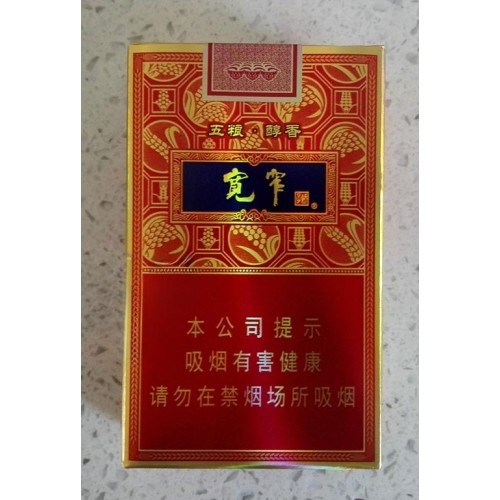 五粮 醇香
宽窄
®
本公司提示
吸烟有害健康
请勿在禁烟场所吸烟